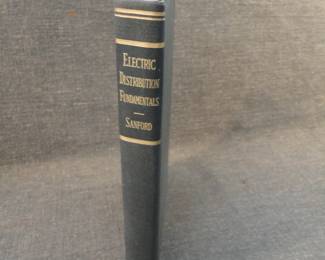 ELECTRIC
DISTRIBUTION
FUNDAMENTALS
SANFORD